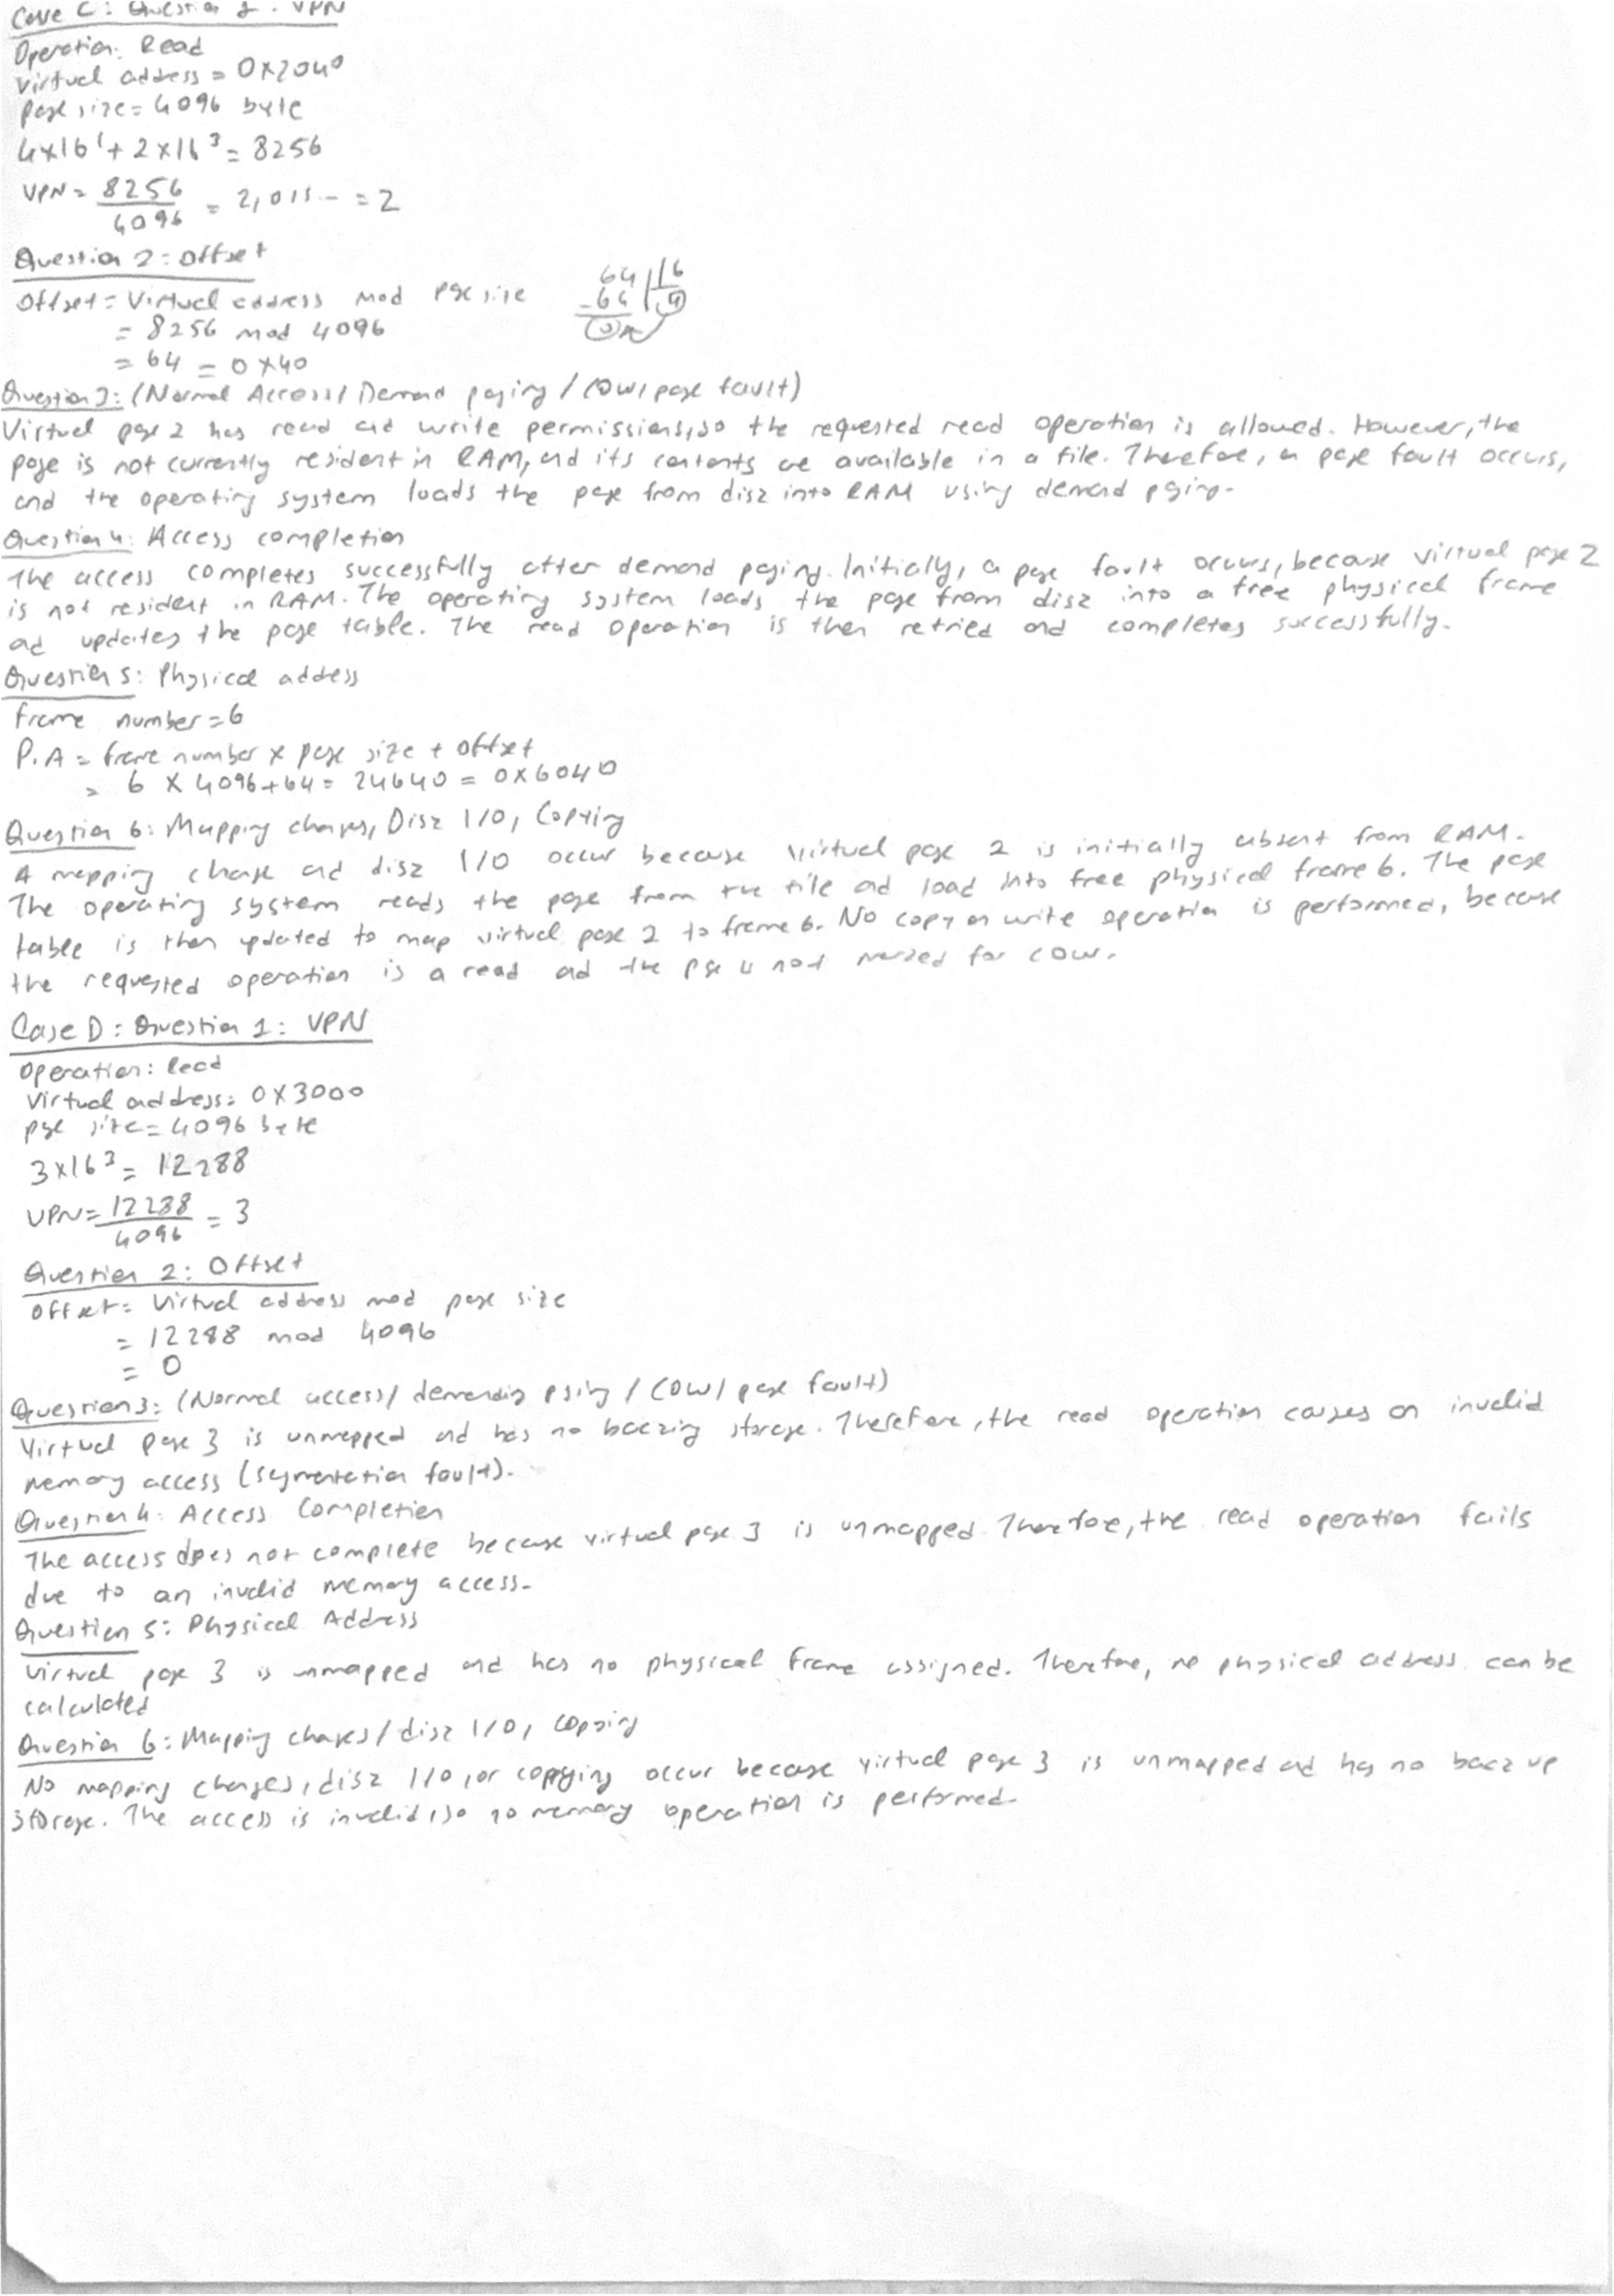 Case C: Question 1: VPN
Operation: Read
Virtual address = 0x2040
page size = 4096 byte
4x16¹ + 2x16³ = 8256
VPN = 8256 / 4096 = 2,015-- = 2
Question 2: Offset
Offset = Virtual address mod page size
= 8256 mod 4096
= 64 = 0x40
64 | 16
-64 | 4
0
Question 3: (Normal Access / Demand paging / COW / page fault)
Virtual page 2 has read and write permissions, so the requested read operation is allowed. However, the
page is not currently resident in RAM, and its contents are available in a file. Therefore, a page fault occurs,
and the operating system loads the page from disk into RAM using demand paging.
Question 4: Access completion
The access completes successfully after demand paging. Initially, a page fault occurs, because virtual page 2
is not resident in RAM. The operating system loads the page from disk into a free physical frame
and updates the page table. The read operation is then retried and completes successfully.
Question 5: Physical address
Frame number = 6
P.A = frame number x page size + offset
= 6 x 4096 + 64 = 24640 = 0x6040
Question 6: Mapping changes, Disk I/O, Copying
A mapping change and disk I/O occur because virtual page 2 is initially absent from RAM.
The operating system reads the page from the file and load into free physical frame 6. The page
table is then updated to map virtual page 2 to frame 6. No copy on write operation is performed, because
the requested operation is a read and the page is not marked for COW.
Case D: Question 1: VPN
Operation: Read
Virtual address: 0x3000
page size = 4096 byte
3x16³ = 12288
VPN = 12288 / 4096 = 3
Question 2: Offset
Offset = Virtual address mod page size
= 12288 mod 4096
= 0
Question 3: (Normal access / demanding paging / COW / page fault)
Virtual page 3 is unmapped and has no backing storage. Therefore, the read operation causes an invalid
memory access (segmentation fault).
Question 4: Access Completion
The access does not complete because virtual page 3 is unmapped. Therefore, the read operation fails
due to an invalid memory access.
Question 5: Physical Address
Virtual page 3 is unmapped and has no physical frame assigned. Therefore, no physical address can be
calculated
Question 6: Mapping changes / disk I/O, copying
No mapping changes, disk I/O, or copying occur because virtual page 3 is unmapped and has no back up
storage. The access is invalid, so no memory operation is performed.